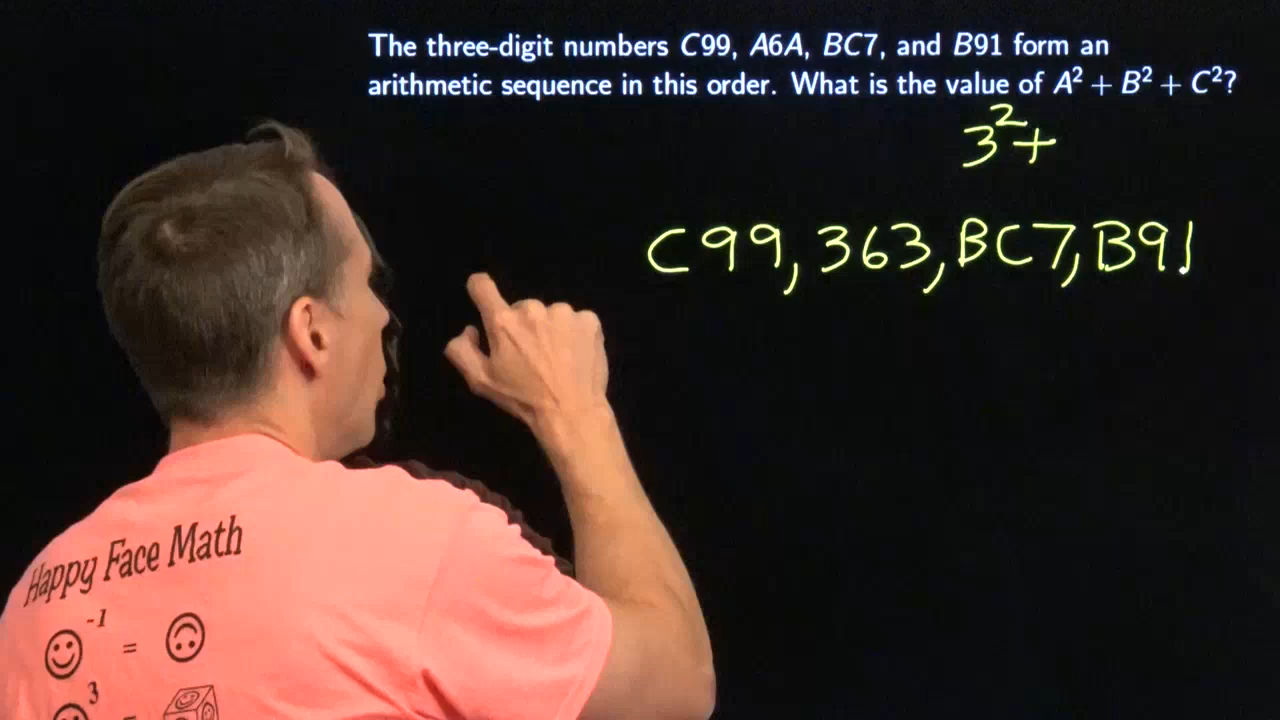 The three-digit numbers C99, A6A, BC7, and B91 form an
arithmetic sequence in this order. What is the value of A² + B² + C²?
3² +
C99, 363, BC7, B91
Happy Face Math
-1
=
3
=